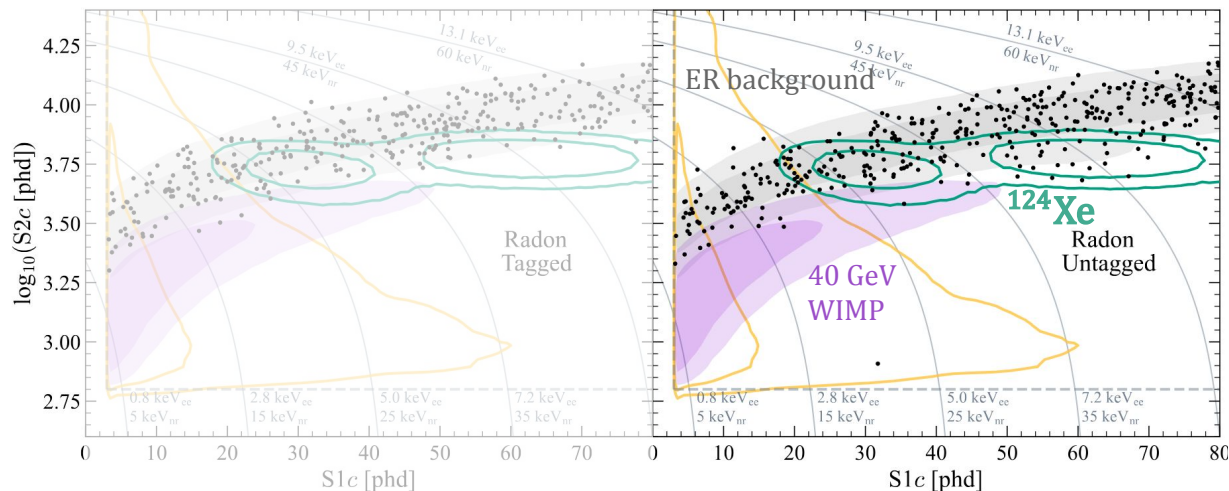 log₁₀(S2c [phd])
4.25
4.00
3.75
3.50
3.25
3.00
2.75
9.5 keVₑₑ
45 keVₙᵣ
13.1 keVₑₑ
60 keVₙᵣ
Radon
Tagged
0.8 keVₑₑ
5 keVₙᵣ
2.8 keVₑₑ
15 keVₙᵣ
5.0 keVₑₑ
25 keVₙᵣ
7.2 keVₑₑ
35 keVₙᵣ
0 10 20 30 40 50 60 70
S1c [phd]
9.5 keVₑₑ
45 keVₙᵣ
13.1 keVₑₑ
60 keVₙᵣ
ER background
¹²⁴Xe
Radon
Untagged
40 GeV
WIMP
0.8 keVₑₑ
5 keVₙᵣ
2.8 keVₑₑ
15 keVₙᵣ
5.0 keVₑₑ
25 keVₙᵣ
7.2 keVₑₑ
35 keVₙᵣ
0 10 20 30 40 50 60 70 80
S1c [phd]